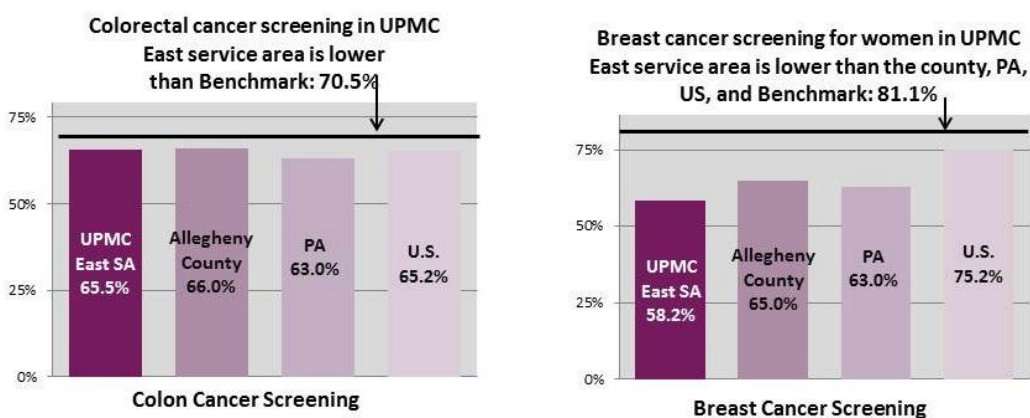 Colorectal cancer screening in UPMC
East service area is lower
than Benchmark: 70.5%
75%
50%
25%
0%
UPMC
East SA
65.5%
Allegheny
County
66.0%
PA
63.0%
U.S.
65.2%
Colon Cancer Screening
Breast cancer screening for women in UPMC
East service area is lower than the county, PA,
US, and Benchmark: 81.1%
75%
50%
25%
0%
UPMC
East SA
58.2%
Allegheny
County
65.0%
PA
63.0%
U.S.
75.2%
Breast Cancer Screening